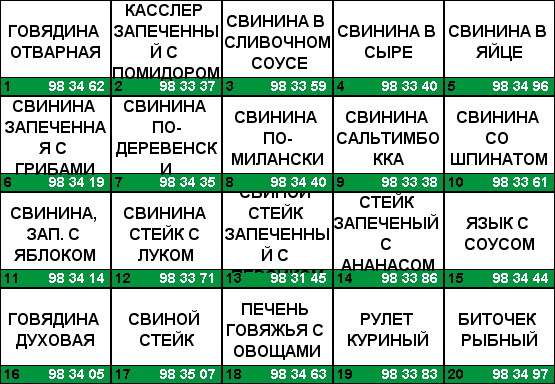 ГОВЯДИНА
ОТВАРНАЯ
1 98 34 62
КАССЛЕР
ЗАПЕЧЕННЫ
Й С
ПОМИДОРОМ
2 98 33 37
СВИНИНА В
СЛИВОЧНОМ
СОУСЕ
3 98 33 59
СВИНИНА В
СЫРЕ
4 98 33 40
СВИНИНА В
ЯЙЦЕ
5 98 34 96
СВИНИНА
ЗАПЕЧЕННА
Я С
ГРИБАМИ
6 98 34 19
СВИНИНА
ПО-
ДЕРЕВЕНСК
И
7 98 34 35
СВИНИНА
ПО-
МИЛАНСКИ
8 98 34 40
СВИНИНА
САЛЬТИМБО
ККА
9 98 33 38
СВИНИНА
СО
ШПИНАТОМ
10 98 33 61
СВИНИНА,
ЗАП. С
ЯБЛОКОМ
11 98 34 14
СВИНИНА
СТЕЙК С
ЛУКОМ
12 98 33 71
СВИНОЙ
СТЕЙК
ЗАПЕЧЕННЫ
Й С
13 98 31 45
СТЕЙК
ЗАПЕЧЕНЫЙ
С
АНАНАСОМ
14 98 33 86
ЯЗЫК С
СОУСОМ
15 98 34 44
ГОВЯДИНА
ДУХОВАЯ
16 98 34 05
СВИНОЙ
СТЕЙК
17 98 35 07
ПЕЧЕНЬ
ГОВЯЖЬЯ С
ОВОЩАМИ
18 98 34 63
РУЛЕТ
КУРИНЫЙ
19 98 33 83
БИТОЧЕК
РЫБНЫЙ
20 98 34 97